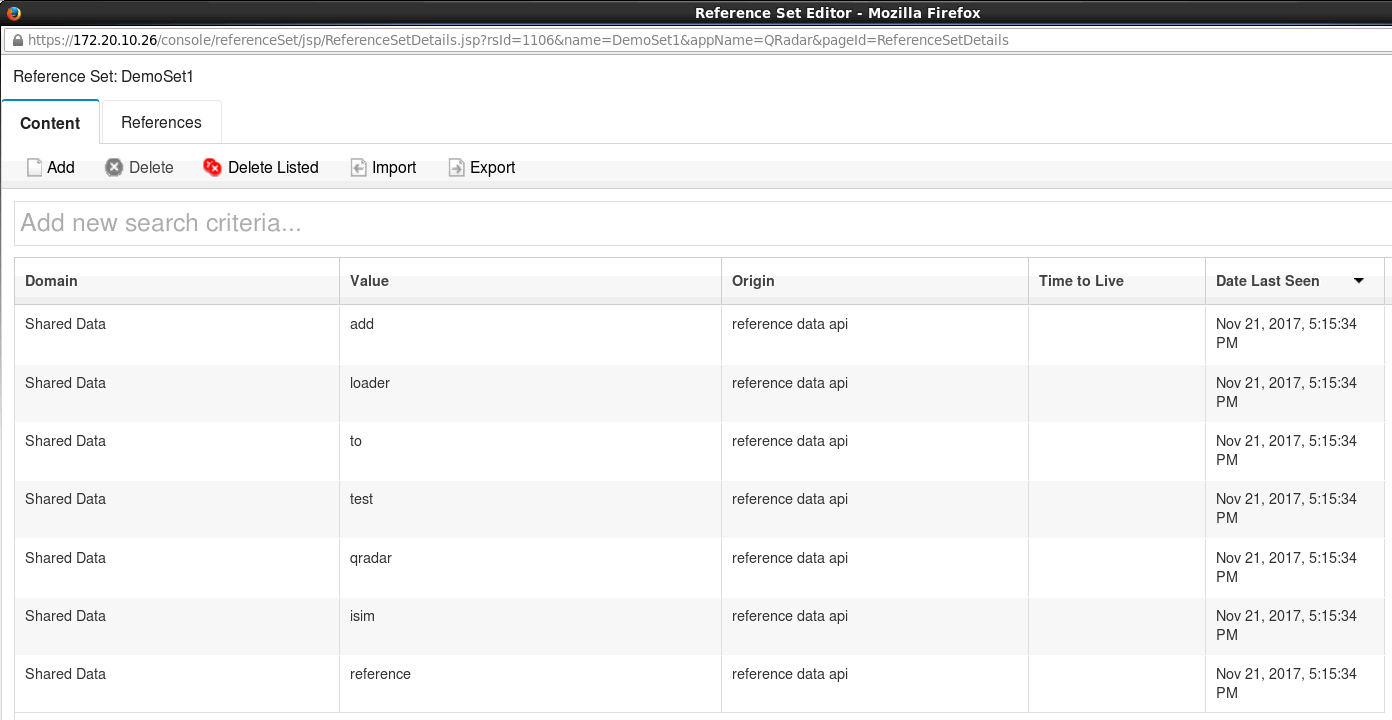 Reference Set Editor - Mozilla Firefox
https://172.20.10.26/console/referenceSet/jsp/ReferenceSetDetails.jsp?rsId=1106&name=DemoSet1&appName=QRadar&pageId=ReferenceSetDetails
Reference Set: DemoSet1
Content References
Add Delete Delete Listed Import Export
Add new search criteria...
Domain Value Origin Time to Live Date Last Seen
Shared Data add reference data api Nov 21, 2017, 5:15:34
PM
Shared Data loader reference data api Nov 21, 2017, 5:15:34
PM
Shared Data to reference data api Nov 21, 2017, 5:15:34
PM
Shared Data test reference data api Nov 21, 2017, 5:15:34
PM
Shared Data qradar reference data api Nov 21, 2017, 5:15:34
PM
Shared Data isim reference data api Nov 21, 2017, 5:15:34
PM
Shared Data reference reference data api Nov 21, 2017, 5:15:34
PM